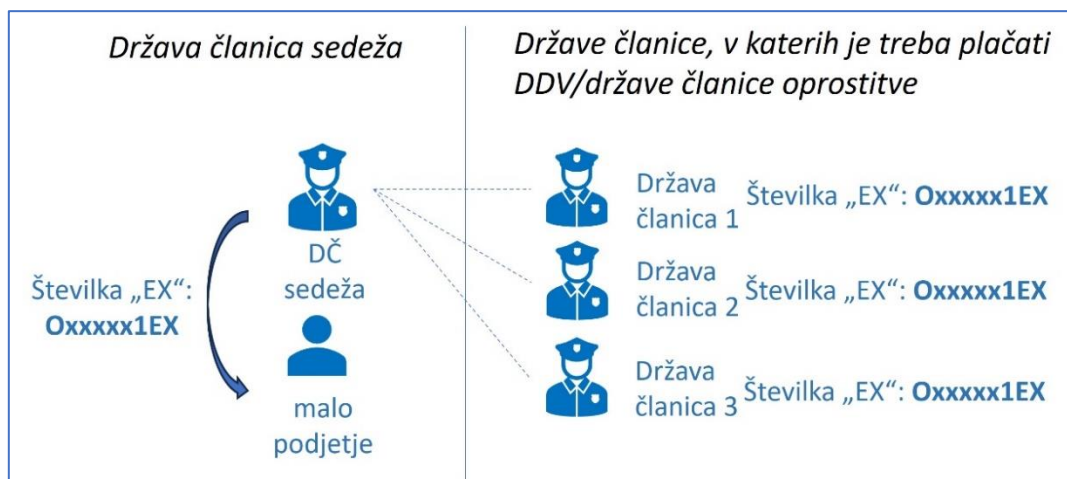 Država članica sedeža
Države članice, v katerih je treba plačati
DDV/države članice oprostitve
DČ
sedeža
Številka „EX“:
Oxxxxx1EX
malo
podjetje
Država
članica 1
Številka „EX“: Oxxxxx1EX
Država
članica 2
Številka „EX“: Oxxxxx1EX
Država
članica 3
Številka „EX“: Oxxxxx1EX